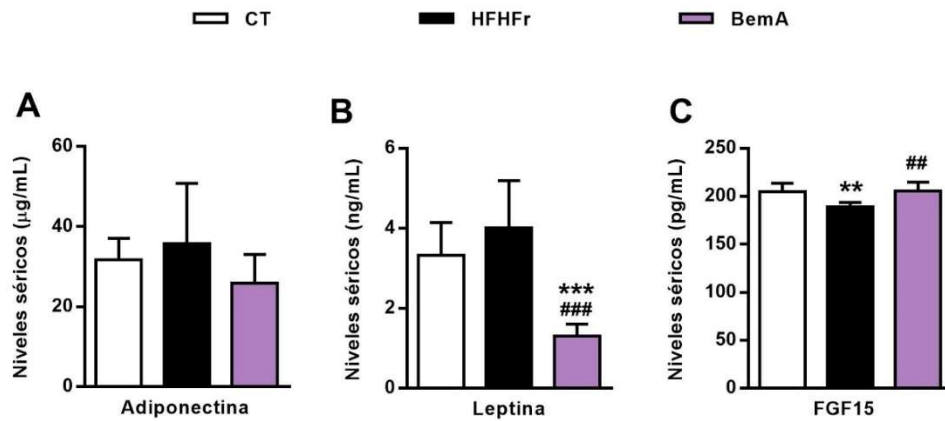 CT HFHFr BemA
A
Niveles séricos (µg/mL)
60
40
20
0
Adiponectina
B
Niveles séricos (ng/mL)
6
4
2
0
***
###
Leptina
C
Niveles séricos (pg/mL)
250
200
150
100
50
0
**
##
FGF15